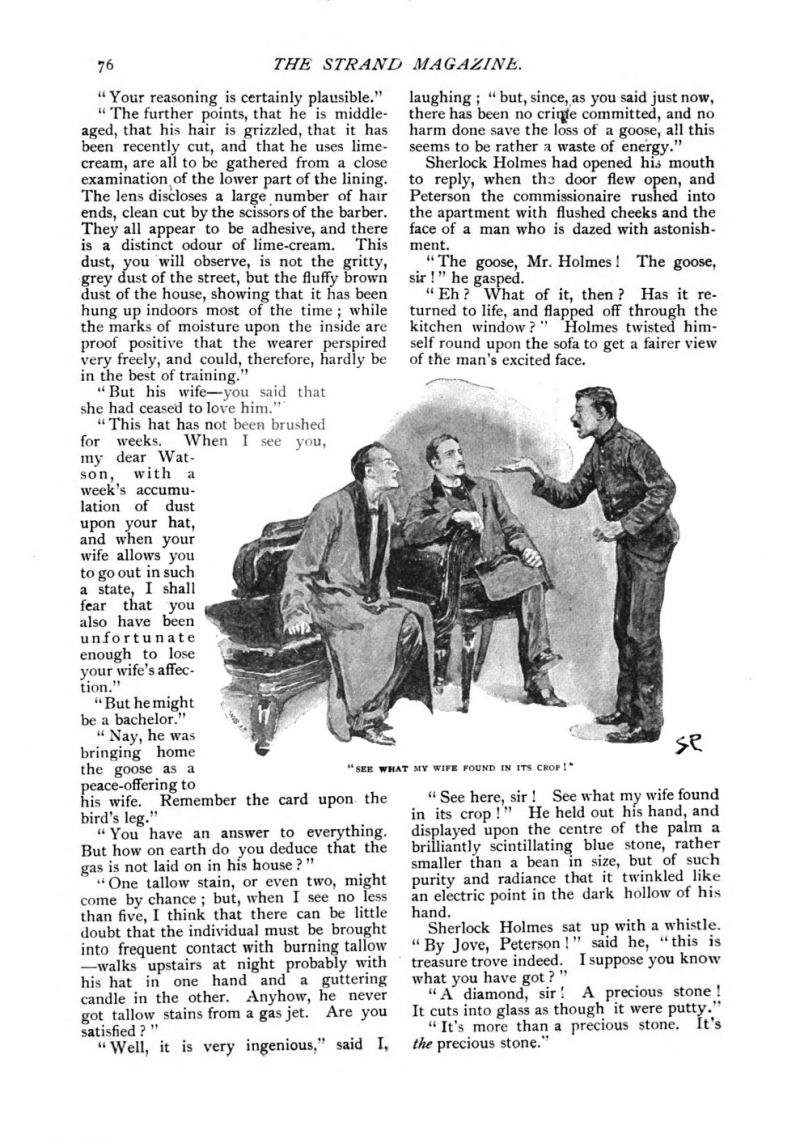 76
THE STRAND MAGAZINE.
“Your reasoning is certainly plausible.”
“The further points, that he is middle-
aged, that his hair is grizzled, that it has
been recently cut, and that he uses lime-
cream, are all to be gathered from a close
examination of the lower part of the lining.
The lens discloses a large number of hair
ends, clean cut by the scissors of the barber.
They all appear to be adhesive, and there
is a distinct odour of lime-cream. This
dust, you will observe, is not the gritty,
grey dust of the street, but the fluffy brown
dust of the house, showing that it has been
hung up indoors most of the time ; while
the marks of moisture upon the inside are
proof positive that the wearer perspired
very freely, and could, therefore, hardly be
in the best of training.”
“But his wife—you said that
she had ceased to love him.”
“This hat has not been brushed
for weeks. When I see you,
my dear Wat-
son, with a
week's accumu-
lation of dust
upon your hat,
and when your
wife allows you
to go out in such
a state, I shall
fear that you
also have been
unfortunate
enough to lose
your wife's affec-
tion.”
“But he might
be a bachelor.”
“Nay, he was
bringing home
the goose as a
peace-offering to
his wife. Remember the card upon the
bird's leg.”
“You have an answer to everything.
But how on earth do you deduce that the
gas is not laid on in his house ?”
“One tallow stain, or even two, might
come by chance ; but, when I see no less
than five, I think that there can be little
doubt that the individual must be brought
into frequent contact with burning tallow
—walks upstairs at night probably with
his hat in one hand and a guttering
candle in the other. Anyhow, he never
got tallow stains from a gas jet. Are you
satisfied ?”
“Well, it is very ingenious,” said I,
laughing ; “but, since, as you said just now,
there has been no crime committed, and no
harm done save the loss of a goose, all this
seems to be rather a waste of energy.”
Sherlock Holmes had opened his mouth
to reply, when the door flew open, and
Peterson the commissionaire rushed into
the apartment with flushed cheeks and the
face of a man who is dazed with astonish-
ment.
“The goose, Mr. Holmes ! The goose,
sir !” he gasped.
“Eh ? What of it, then ? Has it re-
turned to life, and flapped off through the
kitchen window ?” Holmes twisted him-
self round upon the sofa to get a fairer view
of the man's excited face.
SP
“SEE WHAT MY WIFE FOUND IN ITS CROP !”
“See here, sir ! See what my wife found
in its crop !” He held out his hand, and
displayed upon the centre of the palm a
brilliantly scintillating blue stone, rather
smaller than a bean in size, but of such
purity and radiance that it twinkled like
an electric point in the dark hollow of his
hand.
Sherlock Holmes sat up with a whistle.
“By Jove, Peterson !” said he, “this is
treasure trove indeed. I suppose you know
what you have got ?”
“A diamond, sir ! A precious stone !
It cuts into glass as though it were putty.”
“It's more than a precious stone. It's
the precious stone.”